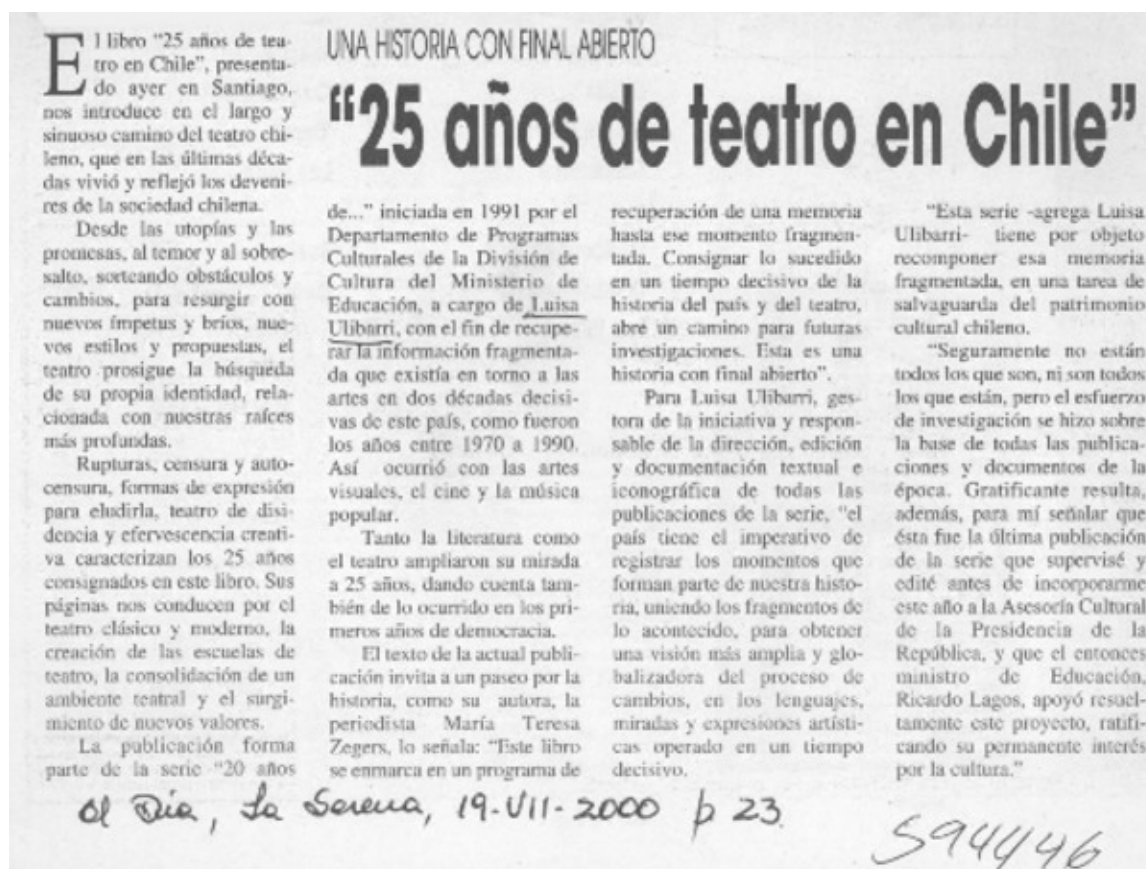 UNA HISTORIA CON FINAL ABIERTO
“25 años de teatro en Chile”
El libro “25 años de tea-
tro en Chile”, presenta-
do ayer en Santiago,
nos introduce en el largo y
sinuoso camino del teatro chi-
leno, que en las últimas déca-
das vivió y reflejó los deveni-
res de la sociedad chilena.
Desde las utopías y las
promesas, al temor y al sobre-
salto, sorteando obstáculos y
cambios, para resurgir con
nuevos ímpetus y bríos, nue-
vos estilos y propuestas, el
teatro prosigue la búsqueda
de su propia identidad, rela-
cionada con nuestras raíces
más profundas.
Rupturas, censura y auto-
censura, formas de expresión
para eludirla, teatro de disi-
dencia y efervescencia creati-
va caracterizan los 25 años
consignados en este libro. Sus
páginas nos conducen por el
teatro clásico y moderno, la
creación de las escuelas de
teatro, la consolidación de un
ambiente teatral y el surgi-
miento de nuevos valores.
La publicación forma
parte de la serie “20 años
de...” iniciada en 1991 por el
Departamento de Programas
Culturales de la División de
Cultura del Ministerio de
Educación, a cargo de Luisa
Ulibarri, con el fin de recupe-
rar la información fragmenta-
da que existía en torno a las
artes en dos décadas decisi-
vas de este país, como fueron
los años entre 1970 a 1990.
Así ocurrió con las artes
visuales, el cine y la música
popular.
Tanto la literatura como
el teatro ampliaron su mirada
a 25 años, dando cuenta tam-
bién de lo ocurrido en los pri-
meros años de democracia.
El texto de la actual publi-
cación invita a un paseo por la
historia, como su autora, la
periodista María Teresa
Zegers, lo señala: “Este libro
se enmarca en un programa de
recuperación de una memoria
hasta ese momento fragmen-
tada. Consignar lo sucedido
en un tiempo decisivo de la
historia del país y del teatro,
abre un camino para futuras
investigaciones. Esta es una
historia con final abierto”.
Para Luisa Ulibarri, ges-
tora de la iniciativa y respon-
sable de la dirección, edición
y documentación textual e
iconográfica de todas las
publicaciones de la serie, “el
país tiene el imperativo de
registrar los momentos que
forman parte de nuestra histo-
ria, uniendo los fragmentos de
lo acontecido, para obtener
una visión más amplia y glo-
balizadora del proceso de
cambios, en los lenguajes,
miradas y expresiones artísti-
cas operado en un tiempo
decisivo.
“Esta serie -agrega Luisa
Ulibarri- tiene por objeto
recomponer esa memoria
fragmentada, en una tarea de
salvaguarda del patrimonio
cultural chileno.
“Seguramente no están
todos los que son, ni son todos
los que están, pero el esfuerzo
de investigación se hizo sobre
la base de todas las publica-
ciones y documentos de la
época. Gratificante resulta,
además, para mí señalar que
ésta fue la última publicación
de la serie que supervisé y
edité antes de incorporarme
este año a la Asesoría Cultural
de la Presidencia de la
República, y que el entonces
ministro de Educación,
Ricardo Lagos, apoyó resuel-
tamente este proyecto, ratifi-
cando su permanente interés
por la cultura.”
El Día, La Serena, 19-VII-2000 p 23.
594446